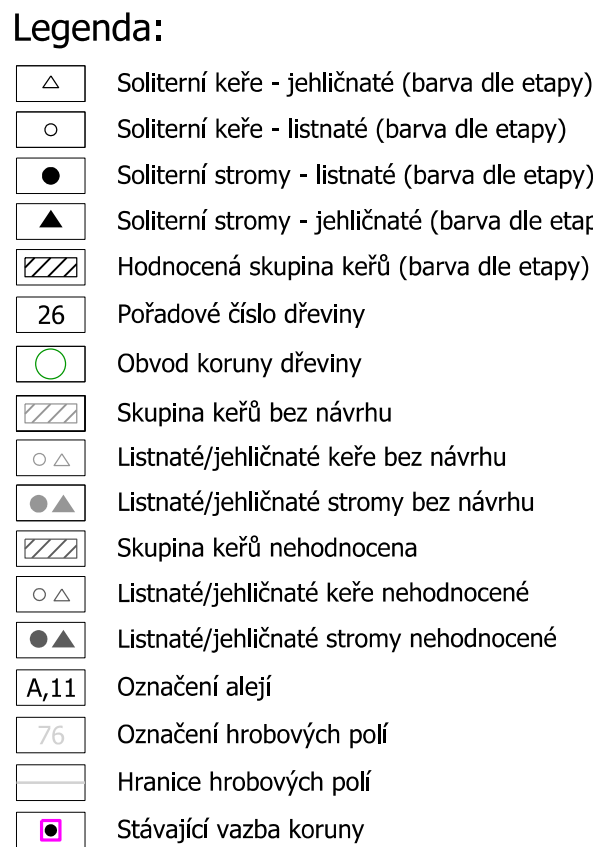 Legenda:
Soliterní keře - jehličnaté (barva dle etapy)
Soliterní keře - listnaté (barva dle etapy)
Soliterní stromy - listnaté (barva dle etapy)
Soliterní stromy - jehličnaté (barva dle etap
Hodnocená skupina keřů (barva dle etapy)
26 Pořadové číslo dřeviny
Obvod koruny dřeviny
Skupina keřů bez návrhu
Listnaté/jehličnaté keře bez návrhu
Listnaté/jehličnaté stromy bez návrhu
Skupina keřů nehodnocena
Listnaté/jehličnaté keře nehodnocené
Listnaté/jehličnaté stromy nehodnocené
A,11 Označení alejí
76 Označení hrobových polí
Hranice hrobových polí
Stávající vazba koruny